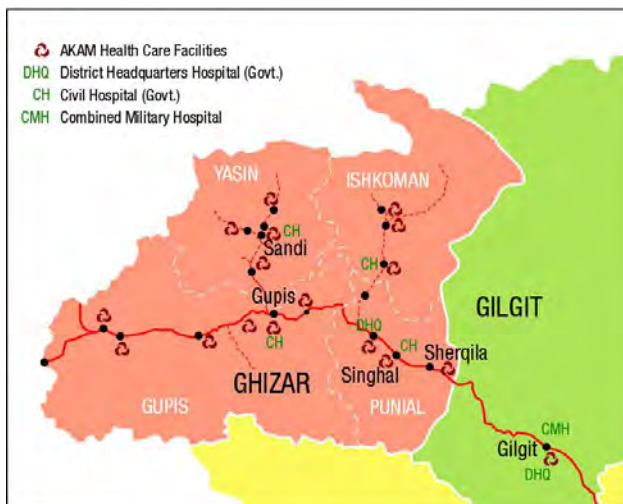 AKAM Health Care Facilities
DHQ District Headquarters Hospital (Govt.)
CH Civil Hospital (Govt.)
CMH Combined Military Hospital
YASIN
ISHKOMAN
CH
Sandi
CH
Gupis
GILGIT
CH
DHQ
CH
Sherqila
GHIZAR
Singhal
GUPIS
PUNIAL
CMH
Gilgit
DHQ